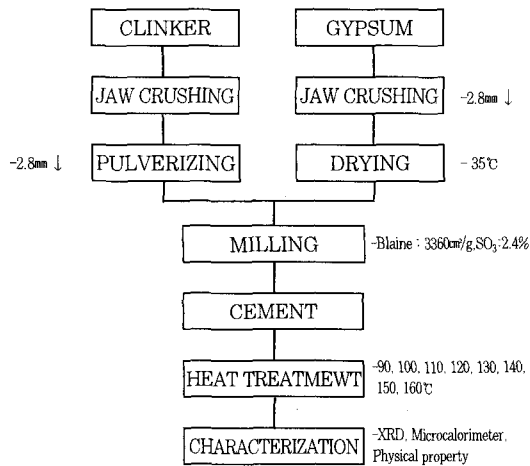 CLINKER
GYPSUM
JAW CRUSHING
JAW CRUSHING
-2.8㎜ ↓
-2.8㎜ ↓
PULVERIZING
DRYING
- 35℃
MILLING
-Blaine : 3360㎠/g,SO₃:2.4%
CEMENT
HEAT TREATMEWT
-90, 100, 110, 120, 130, 140,
150, 160℃
CHARACTERIZATION
-XRD, Microcalorimeter,
Physical property